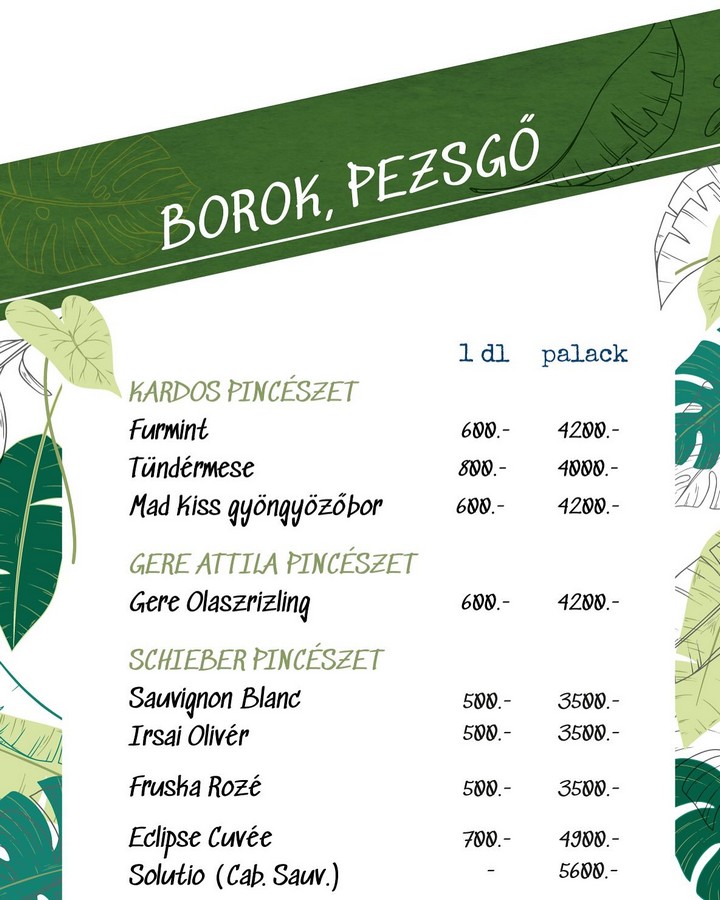 BOROK, PEZSGŐ
1 dl palack
KARDOS PINCÉSZET
Furmint 600.- 4200.-
Tündérmese 800.- 4000.-
Mad Kiss gyöngyözőbor 600.- 4200.-
GERE ATTILA PINCÉSZET
Gere Olaszrizling 600.- 4200.-
SCHIEBER PINCÉSZET
Sauvignon Blanc 500.- 3500.-
Irsai Olivér 500.- 3500.-
Fruska Rozé 500.- 3500.-
Eclipse Cuvée 700.- 4900.-
Solutio (Cab. Sauv.) - 5600.-